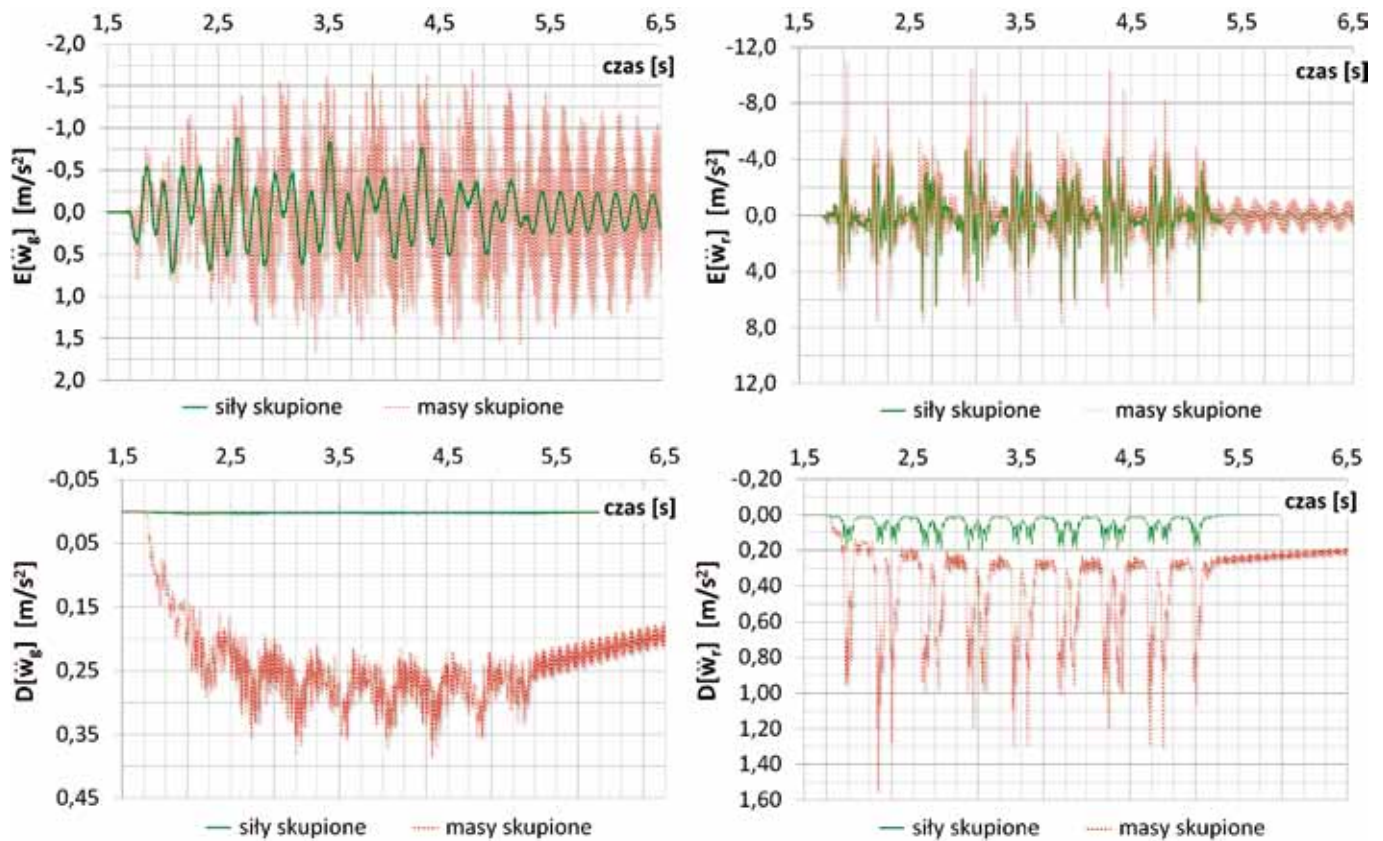 1,5 2,5 3,5 4,5 5,5 6,5
-2,0
czas [s]
-1,5
-1,0
-0,5
0,0
0,5
1,0
1,5
2,0
E[ẅg] [m/s²]
siły skupione masy skupione
1,5 2,5 3,5 4,5 5,5 6,5
-12,0
czas [s]
-8,0
-4,0
0,0
4,0
8,0
12,0
E[ẅr] [m/s²]
siły skupione masy skupione
1,5 2,5 3,5 4,5 5,5 6,5
-0,05
czas [s]
0,05
0,15
0,25
0,35
0,45
D[ẅg] [m/s²]
siły skupione masy skupione
1,5 2,5 3,5 4,5 5,5 6,5
-0,20
0,00
czas [s]
0,20
0,40
0,60
0,80
1,00
1,20
1,40
1,60
D[ẅr] [m/s²]
siły skupione masy skupione